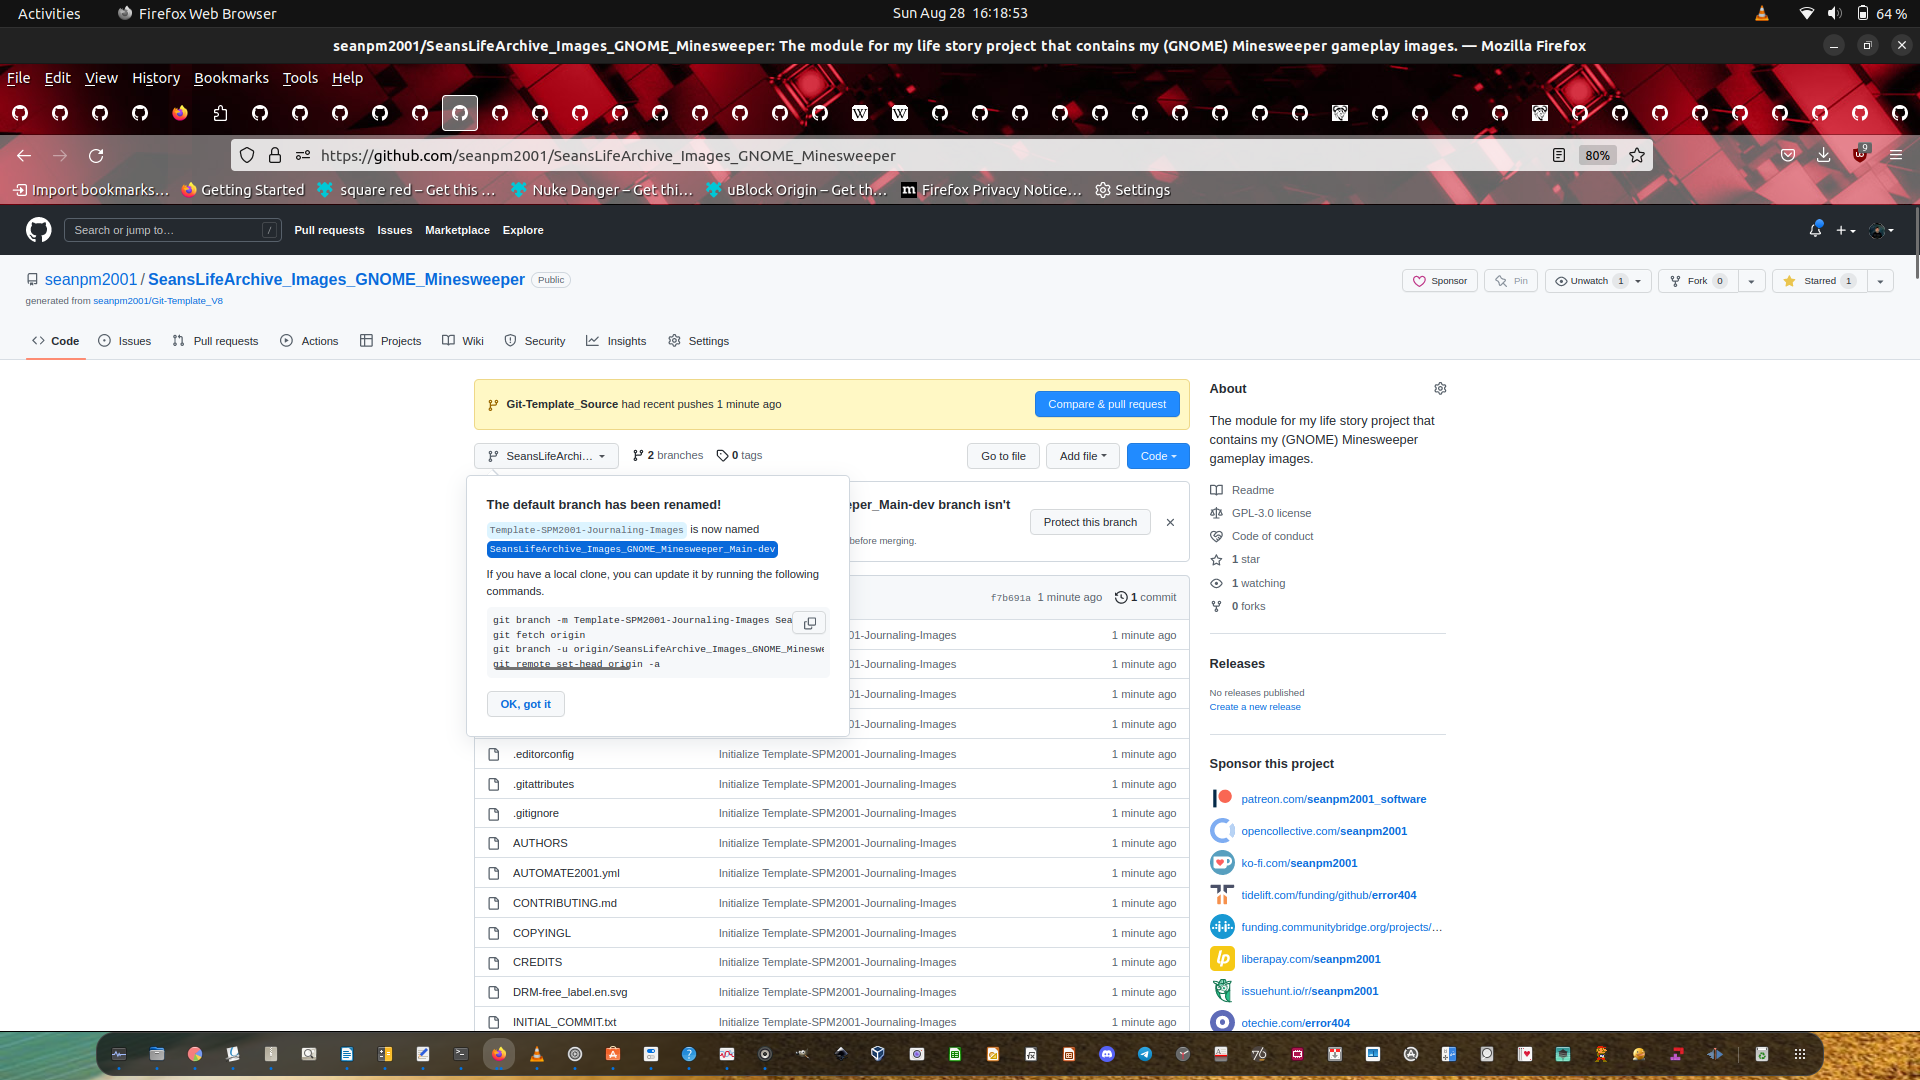 Activities
Firefox Web Browser
Sun Aug 28 16:18:53
64 %
seanpm2001/SeansLifeArchive_Images_GNOME_Minesweeper: The module for my life story project that contains my (GNOME) Minesweeper gameplay images. — Mozilla Firefox
File Edit View History Bookmarks Tools Help
https://github.com/seanpm2001/SeansLifeArchive_Images_GNOME_Minesweeper
80%
9
Import bookmarks…
Getting Started
square red – Get this …
Nuke Danger – Get thi…
uBlock Origin – Get th…
Firefox Privacy Notice…
Settings
Search or jump to…
/
Pull requests
Issues
Marketplace
Explore
seanpm2001 / SeansLifeArchive_Images_GNOME_Minesweeper
Public
generated from seanpm2001/Git-Template_V8
Sponsor
Pin
Unwatch 1
Fork 0
Starred 1
Code
Issues
Pull requests
Actions
Projects
Wiki
Security
Insights
Settings
Git-Template_Source had recent pushes 1 minute ago
Compare & pull request
SeansLifeArchi…
2 branches
0 tags
Go to file
Add file
Code
The default branch has been renamed!
Template-SPM2001-Journaling-Images is now named
SeansLifeArchive_Images_GNOME_Minesweeper_Main-dev
If you have a local clone, you can update it by running the following
commands.
git branch -m Template-SPM2001-Journaling-Images Sea
git fetch origin
git branch -u origin/SeansLifeArchive_Images_GNOME_Mineswe
git remote set-head origin -a
OK, got it
eper_Main-dev branch isn't
before merging.
Protect this branch
f7b691a 1 minute ago
1 commit
01-Journaling-Images 1 minute ago
01-Journaling-Images 1 minute ago
01-Journaling-Images 1 minute ago
01-Journaling-Images 1 minute ago
.editorconfig Initialize Template-SPM2001-Journaling-Images 1 minute ago
.gitattributes Initialize Template-SPM2001-Journaling-Images 1 minute ago
.gitignore Initialize Template-SPM2001-Journaling-Images 1 minute ago
AUTHORS Initialize Template-SPM2001-Journaling-Images 1 minute ago
AUTOMATE2001.yml Initialize Template-SPM2001-Journaling-Images 1 minute ago
CONTRIBUTING.md Initialize Template-SPM2001-Journaling-Images 1 minute ago
COPYINGL Initialize Template-SPM2001-Journaling-Images 1 minute ago
CREDITS Initialize Template-SPM2001-Journaling-Images 1 minute ago
DRM-free_label.en.svg Initialize Template-SPM2001-Journaling-Images 1 minute ago
INITIAL_COMMIT.txt Initialize Template-SPM2001-Journaling-Images 1 minute ago
About
The module for my life story project that
contains my (GNOME) Minesweeper
gameplay images.
Readme
GPL-3.0 license
Code of conduct
1 star
1 watching
0 forks
Releases
No releases published
Create a new release
Sponsor this project
patreon.com/seanpm2001_software
opencollective.com/seanpm2001
ko-fi.com/seanpm2001
tidelift.com/funding/github/error404
funding.communitybridge.org/projects/…
liberapay.com/seanpm2001
issuehunt.io/r/seanpm2001
otechie.com/error404